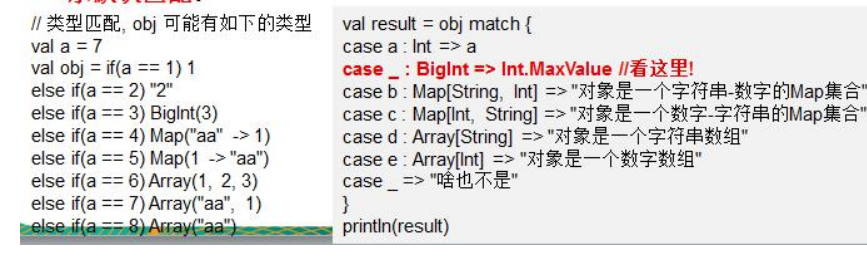 // 类型匹配, obj 可能有如下的类型
val a = 7
val obj = if(a == 1) 1
else if(a == 2) "2"
else if(a == 3) BigInt(3)
else if(a == 4) Map("aa" -> 1)
else if(a == 5) Map(1 -> "aa")
else if(a == 6) Array(1, 2, 3)
else if(a == 7) Array("aa", 1)
else if(a == 8) Array("aa")
val result = obj match {
case a : Int => a
case _ : BigInt => Int.MaxValue //看这里!
case b : Map[String, Int] => "对象是一个字符串-数字的Map集合"
case c : Map[Int, String] => "对象是一个数字-字符串的Map集合"
case d : Array[String] => "对象是一个字符串数组"
case e : Array[Int] => "对象是一个数字数组"
case _ => "啥也不是"
}
println(result)